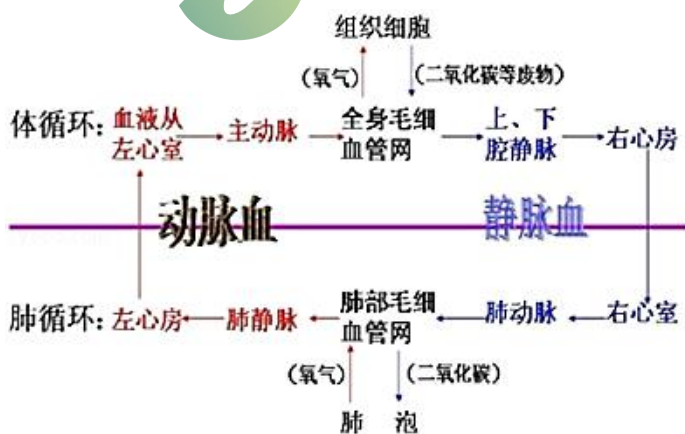 组织细胞
（氧气）
（二氧化碳等废物）
体循环：血液从左心室 主动脉 全身毛细血管网 上、下腔静脉 右心房
动脉血 静脉血
肺循环：左心房 肺静脉 肺部毛细血管网 肺动脉 右心室
（氧气）
（二氧化碳）
肺 泡